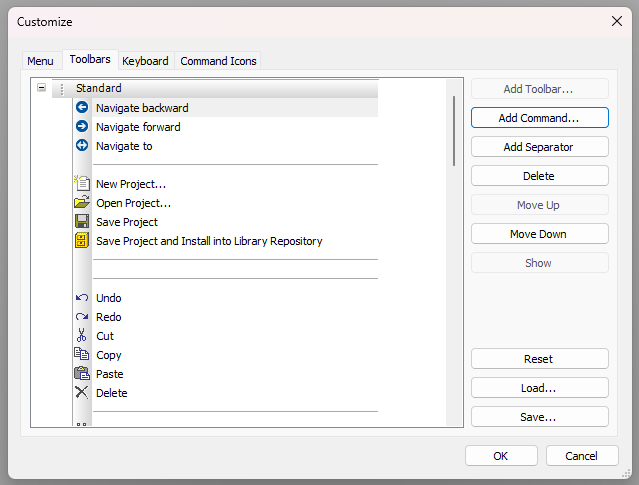 Customize
Menu Toolbars Keyboard Command Icons
Standard
Navigate backward
Navigate forward
Navigate to
New Project...
Open Project...
Save Project
Save Project and Install into Library Repository
Undo
Redo
Cut
Copy
Paste
Delete
Add Toolbar...
Add Command...
Add Separator
Delete
Move Up
Move Down
Show
Reset
Load...
Save...
OK Cancel